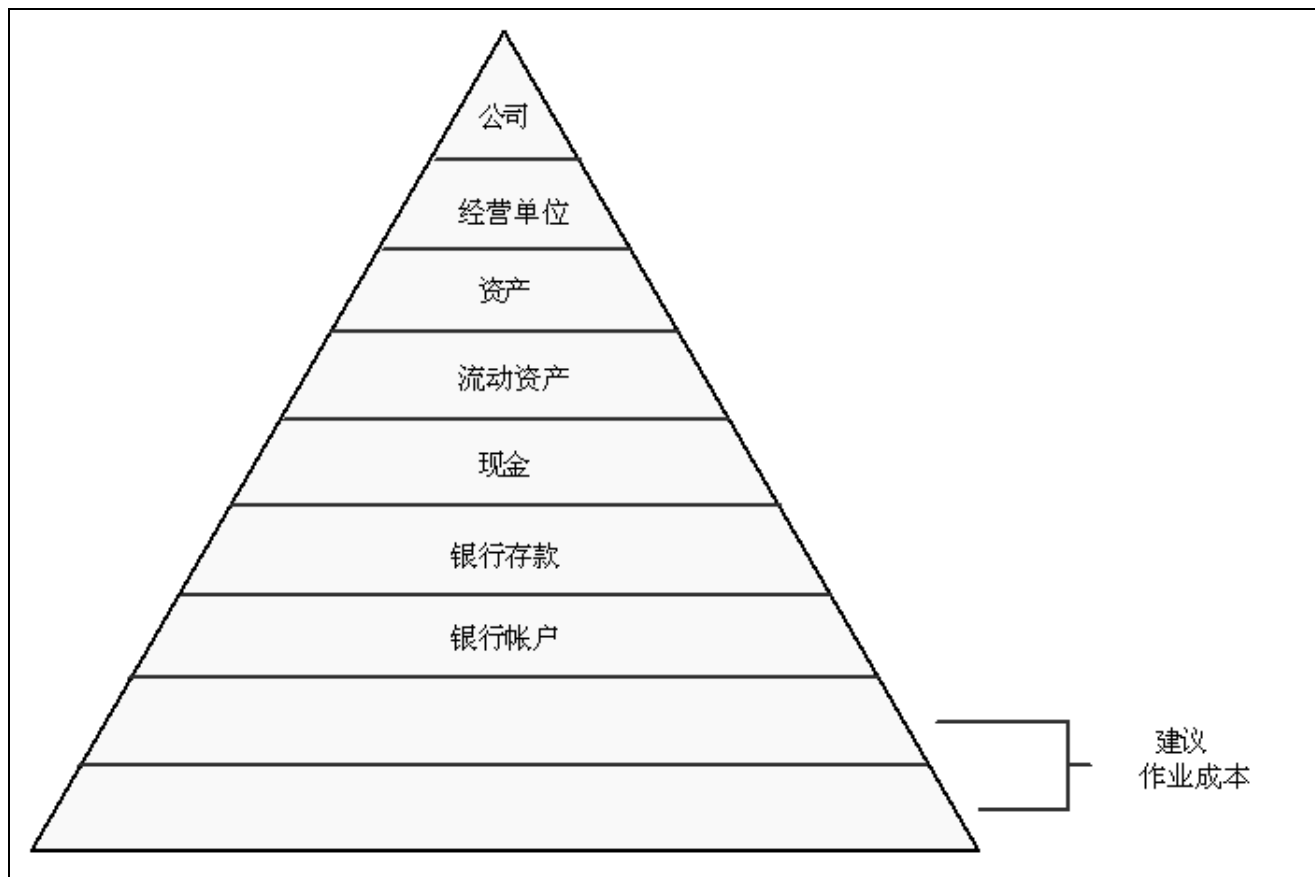 公司
经营单位
资产
流动资产
现金
银行存款
银行帐户
建议
作业成本